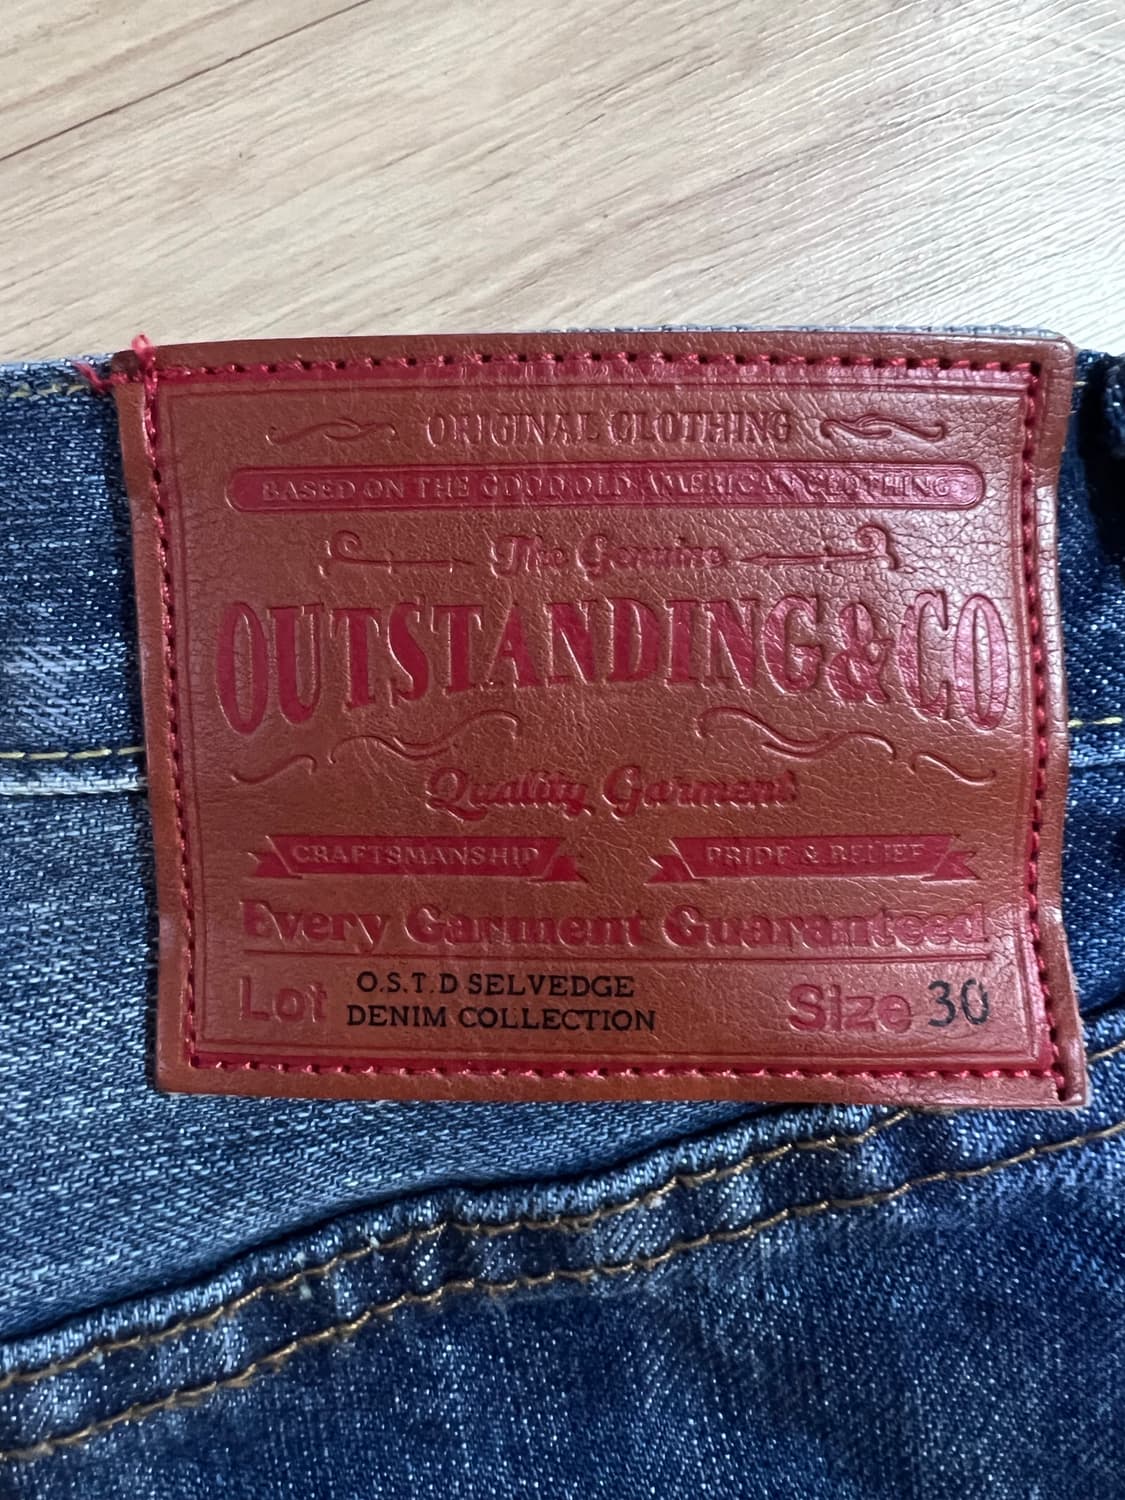 ORIGINAL CLOTHING
BASED ON THE GOOD OLD AMERICAN CLOTHING
The Genuine
OUTSTANDING&CO
Quality Garment
CRAFTSMANSHIP PRIDE & BELIEF
Every Garment Guaranteed
Lot O.S.T.D SELVEDGE
DENIM COLLECTION Size 30